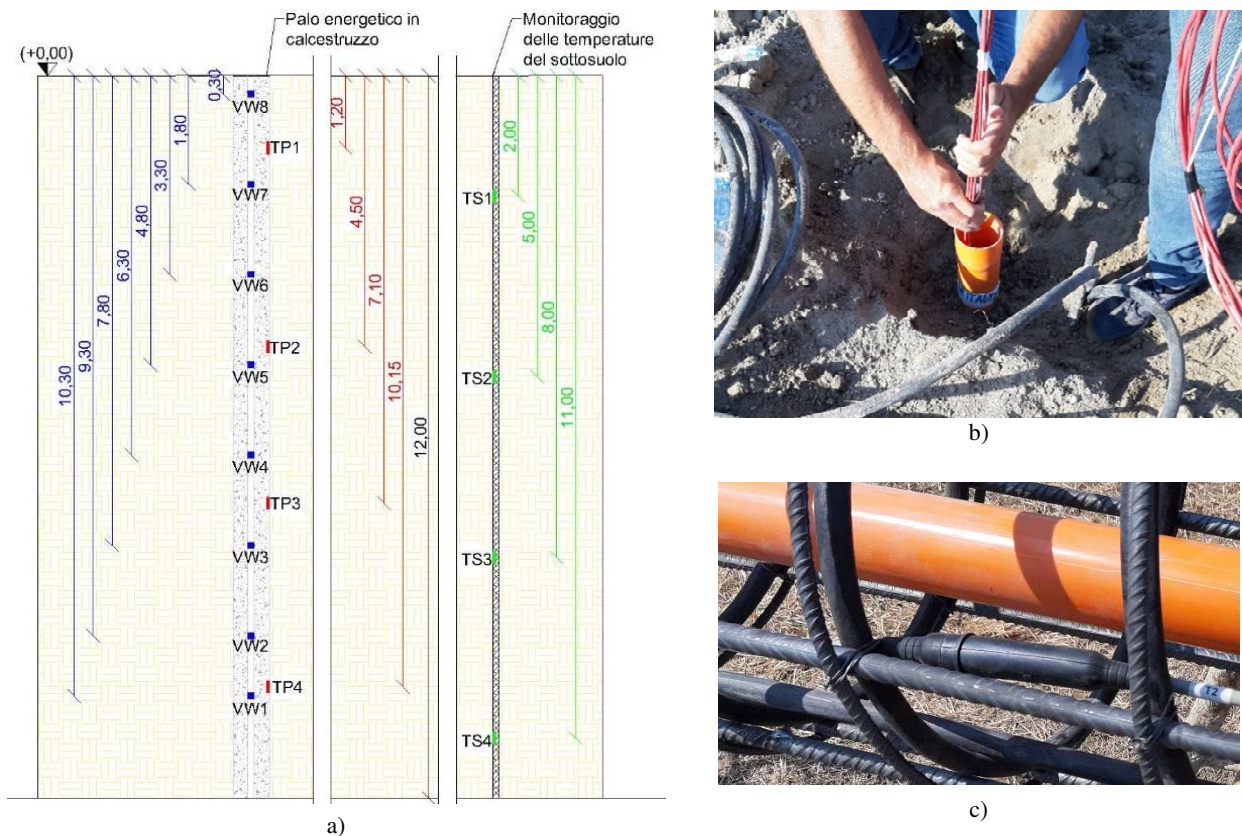 Palo energetico in
calcestruzzo
Monitoraggio
delle temperature
del sottosuolo
(+0,00)
0,30
1,80
3,30
4,80
6,30
7,80
9,30
10,30
VW8
TP1
VW7
VW6
TP2
VW5
VW4
TP3
VW3
VW2
TP4
VW1
1,20
4,50
7,10
10,15
12,00
TS1
TS2
TS3
TS4
2,00
5,00
8,00
11,00
a)
b)
T2
c)